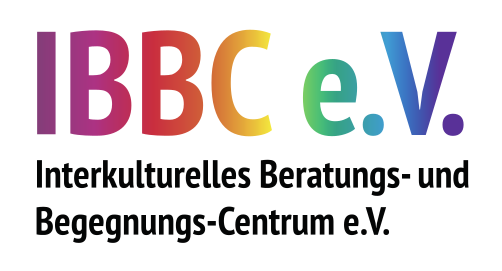 IBBC e.V.
Interkulturelles Beratungs- und
Begegnungs-Centrum e.V.